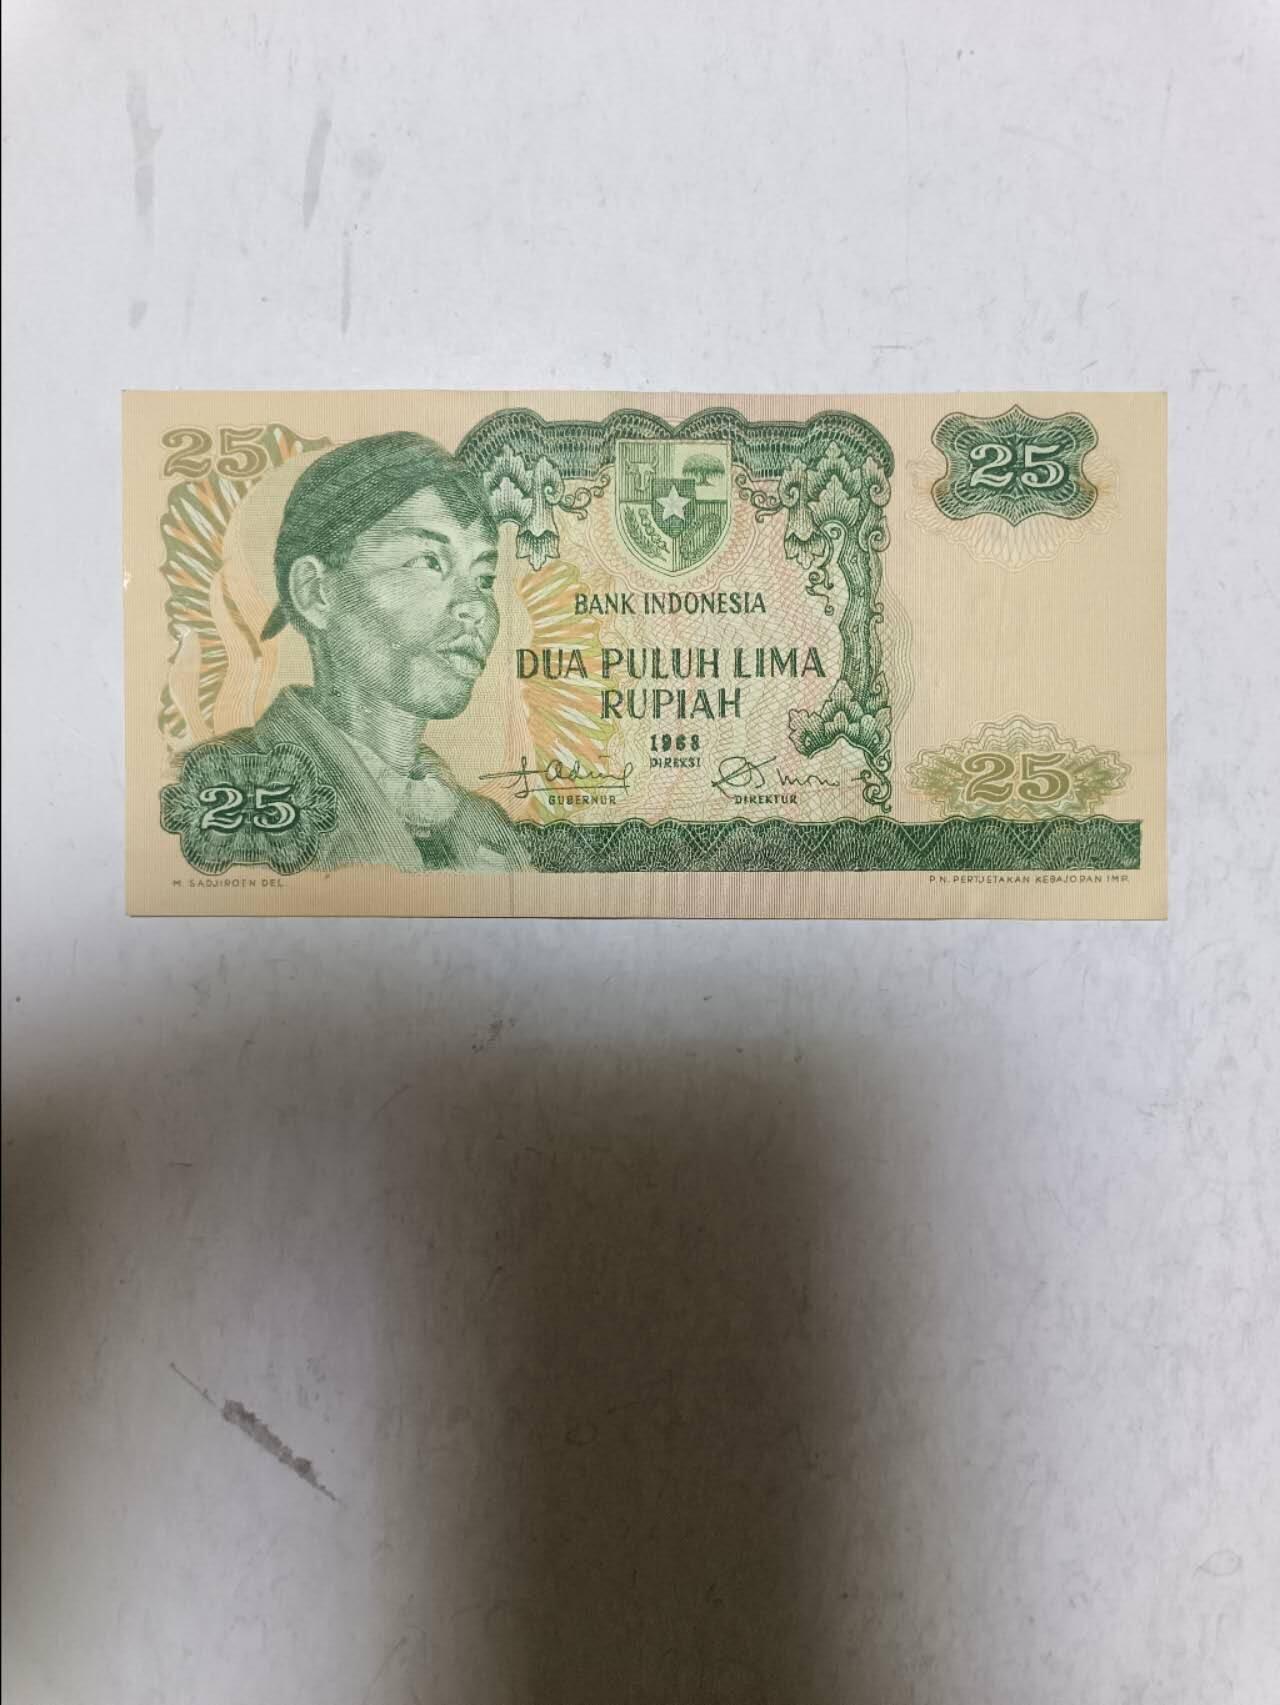 25
25
BANK INDONESIA
DUA PULUH LIMA
RUPIAH
1968
DIREKSI
GUBERNUR
DIREKTUR
25
25
M. SADJIROEN DEL.
P.N. PERTJETAKAN KEBAJORAN IMP.